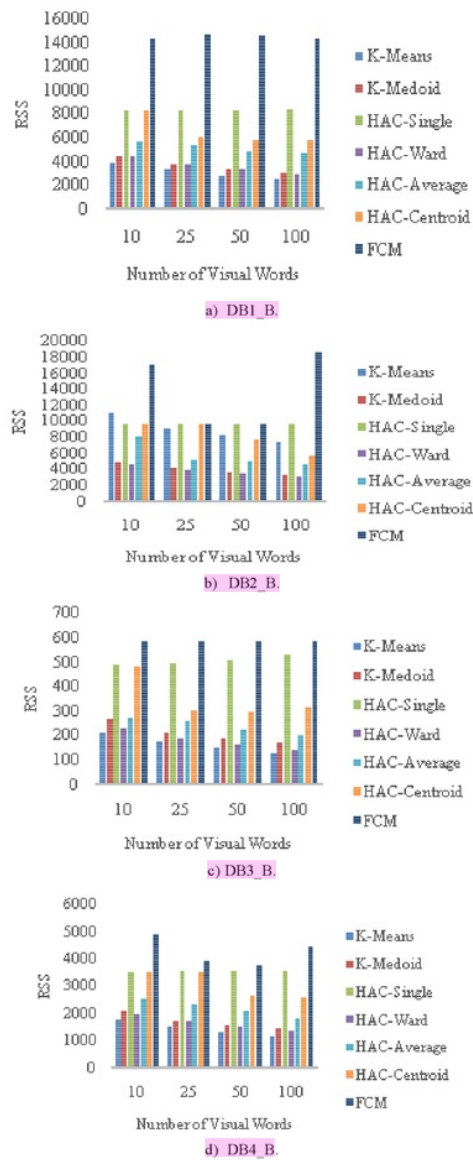 16000
14000
12000
10000
8000
6000
4000
2000
0
RSS
10 25 50 100
Number of Visual Words
K-Means
K-Medoid
HAC-Single
HAC-Ward
HAC-Average
HAC-Centroid
FCM
a) DB1_B.
20000
18000
16000
14000
12000
10000
8000
6000
4000
2000
0
RSS
10 25 50 100
Number of Visual Words
K-Means
K-Medoid
HAC-Single
HAC-Ward
HAC-Average
HAC-Centroid
FCM
b) DB2_B.
700
600
500
400
300
200
100
0
RSS
10 25 50 100
Number of Visual Words
K-Means
K-Medoid
HAC-Single
HAC-Ward
HAC-Average
HAC-Centroid
c) DB3_B.
6000
5000
4000
3000
2000
1000
0
RSS
10 25 50 100
Number of Visual Words
K-Means
K-Medoid
HAC-Single
HAC-Ward
HAC-Average
HAC-Centroid
FCM
d) DB4_B.